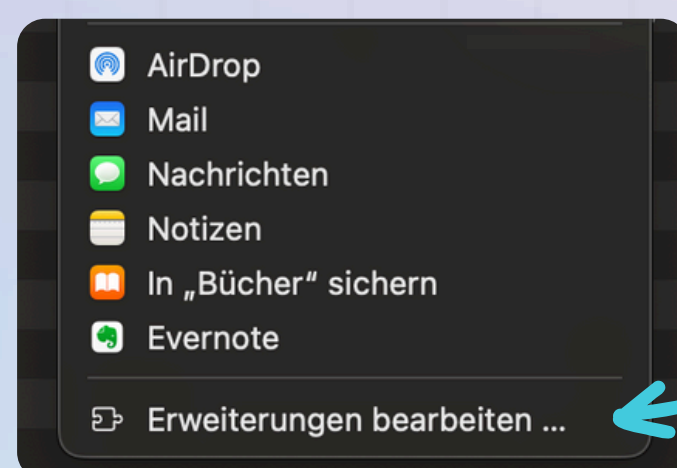 AirDrop
Mail
Nachrichten
Notizen
In „Bücher“ sichern
Evernote
Erweiterungen bearbeiten ...